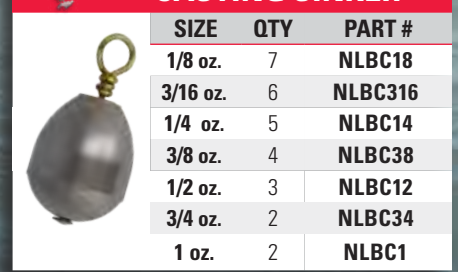 SIZE QTY PART #
1/8 oz. 7 NLBC18
3/16 oz. 6 NLBC316
1/4 oz. 5 NLBC14
3/8 oz. 4 NLBC38
1/2 oz. 3 NLBC12
3/4 oz. 2 NLBC34
1 oz. 2 NLBC1